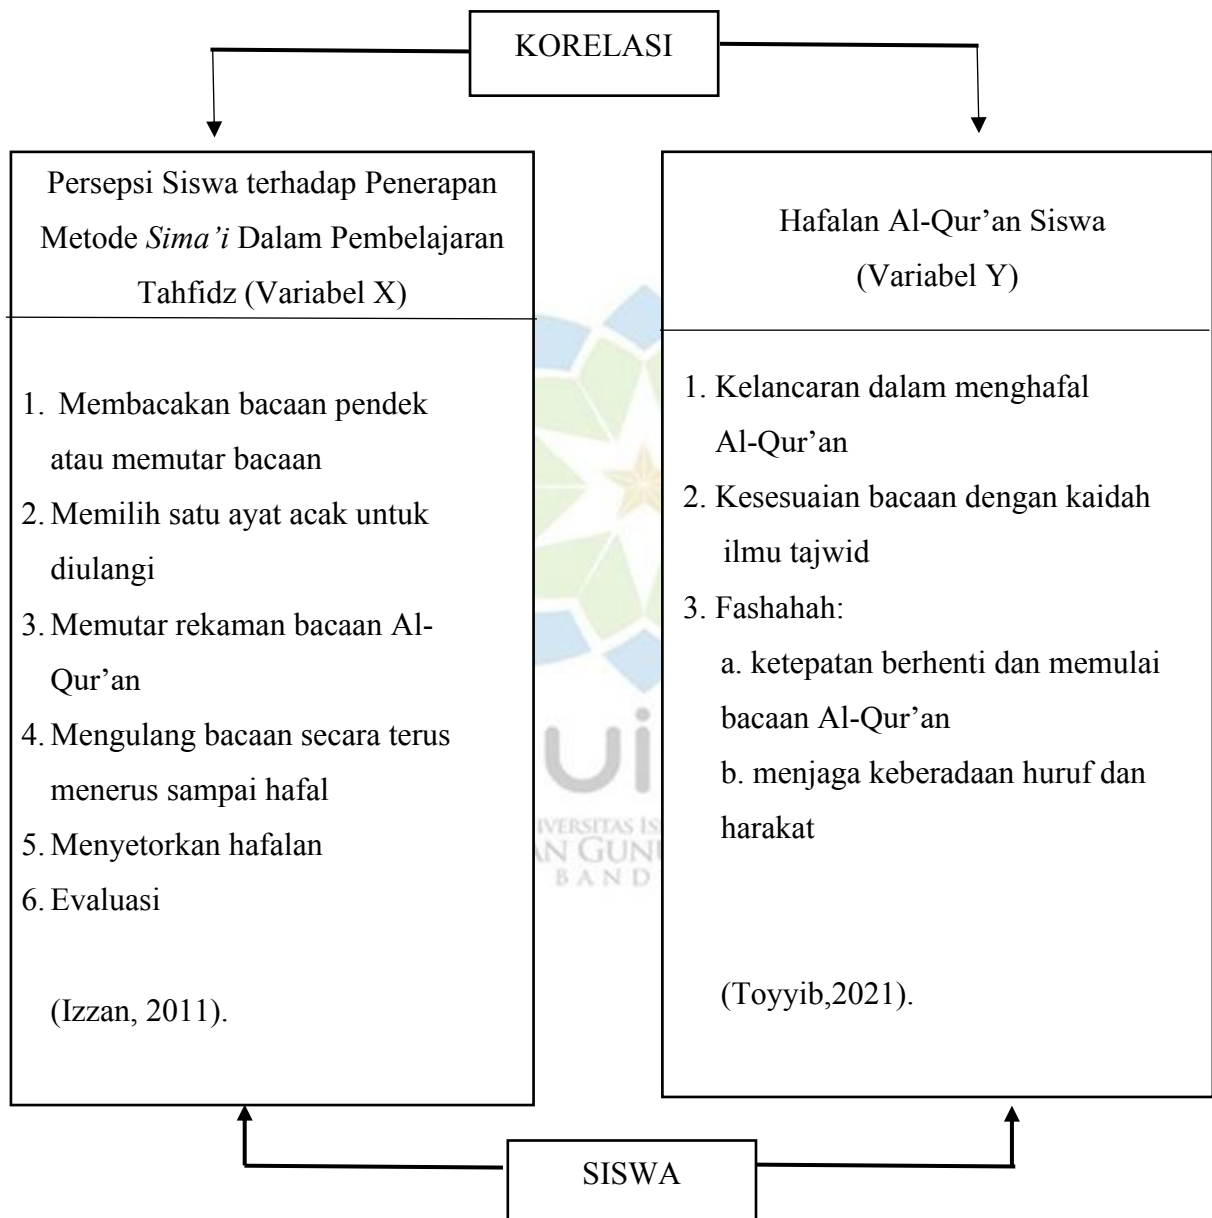 KORELASI
Persepsi Siswa terhadap Penerapan
Metode Sima’i Dalam Pembelajaran
Tahfidz (Variabel X)
1. Membacakan bacaan pendek
atau memutar bacaan
2. Memilih satu ayat acak untuk
diulangi
3. Memutar rekaman bacaan Al-
Qur’an
4. Mengulang bacaan secara terus
menerus sampai hafal
5. Menyetorkan hafalan
6. Evaluasi
(Izzan, 2011).
Hafalan Al-Qur’an Siswa
(Variabel Y)
1. Kelancaran dalam menghafal
Al-Qur’an
2. Kesesuaian bacaan dengan kaidah
ilmu tajwid
3. Fashahah:
a. ketepatan berhenti dan memulai
bacaan Al-Qur’an
b. menjaga keberadaan huruf dan
harakat
(Toyyib,2021).
SISWA